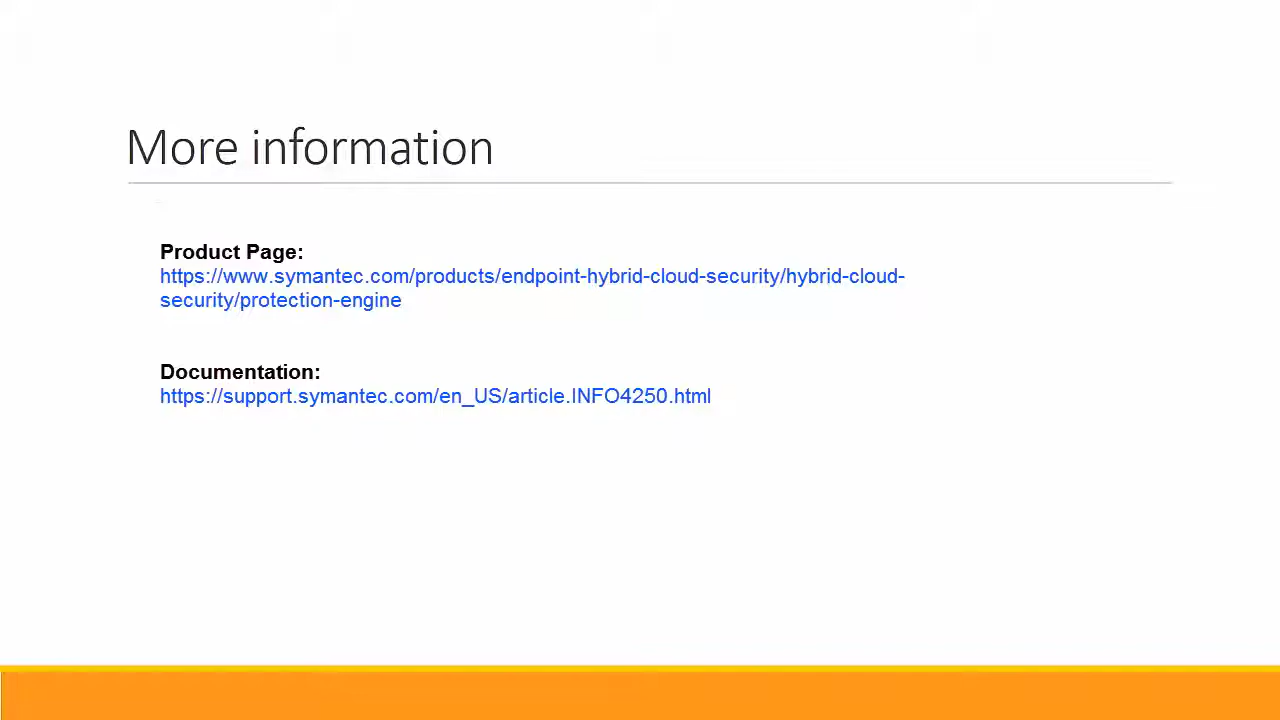 More information
Product Page:
https://www.symantec.com/products/endpoint-hybrid-cloud-security/hybrid-cloud-
security/protection-engine
Documentation:
https://support.symantec.com/en_US/article.INFO4250.html